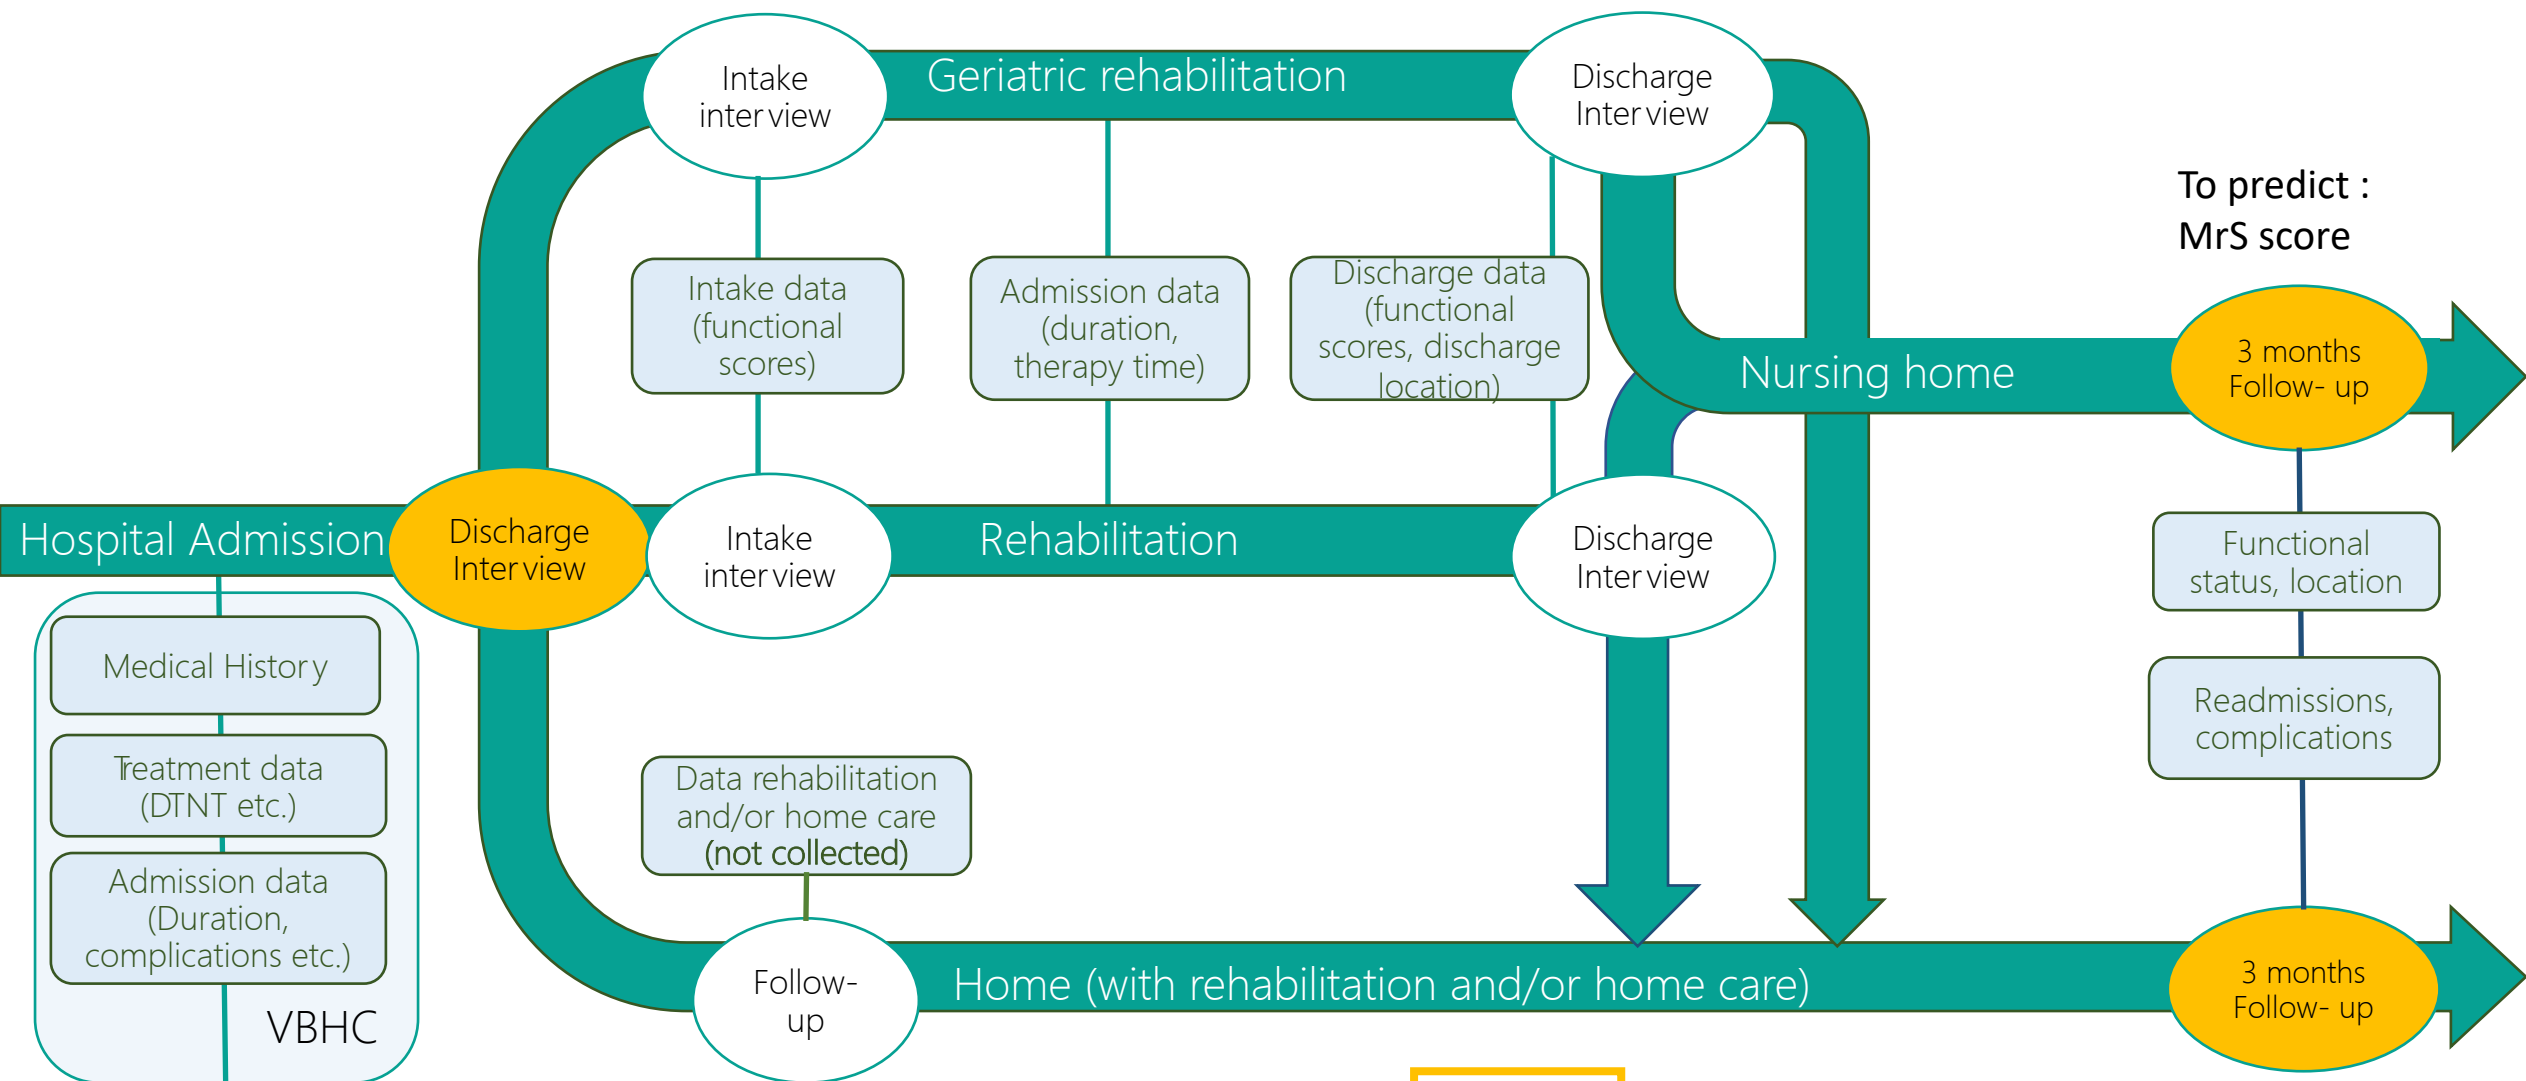 Intake
interview
Geriatric rehabilitation
Discharge
Interview
To predict :
MrS score
Intake data
(functional
scores)
Admission data
(duration,
therapy time)
Discharge data
(functional
scores, discharge
location)
Nursing home
3 months
Follow- up
Hospital Admission
Discharge
Interview
Intake
interview
Rehabilitation
Discharge
Interview
Functional
status, location
Medical History
Readmissions,
complications
Treatment data
(DTNT etc.)
Data rehabilitation
and/or home care
(not collected)
Admission data
(Duration,
complications etc.)
VBHC
Follow-
up
Home (with rehabilitation and/or home care)
3 months
Follow- up